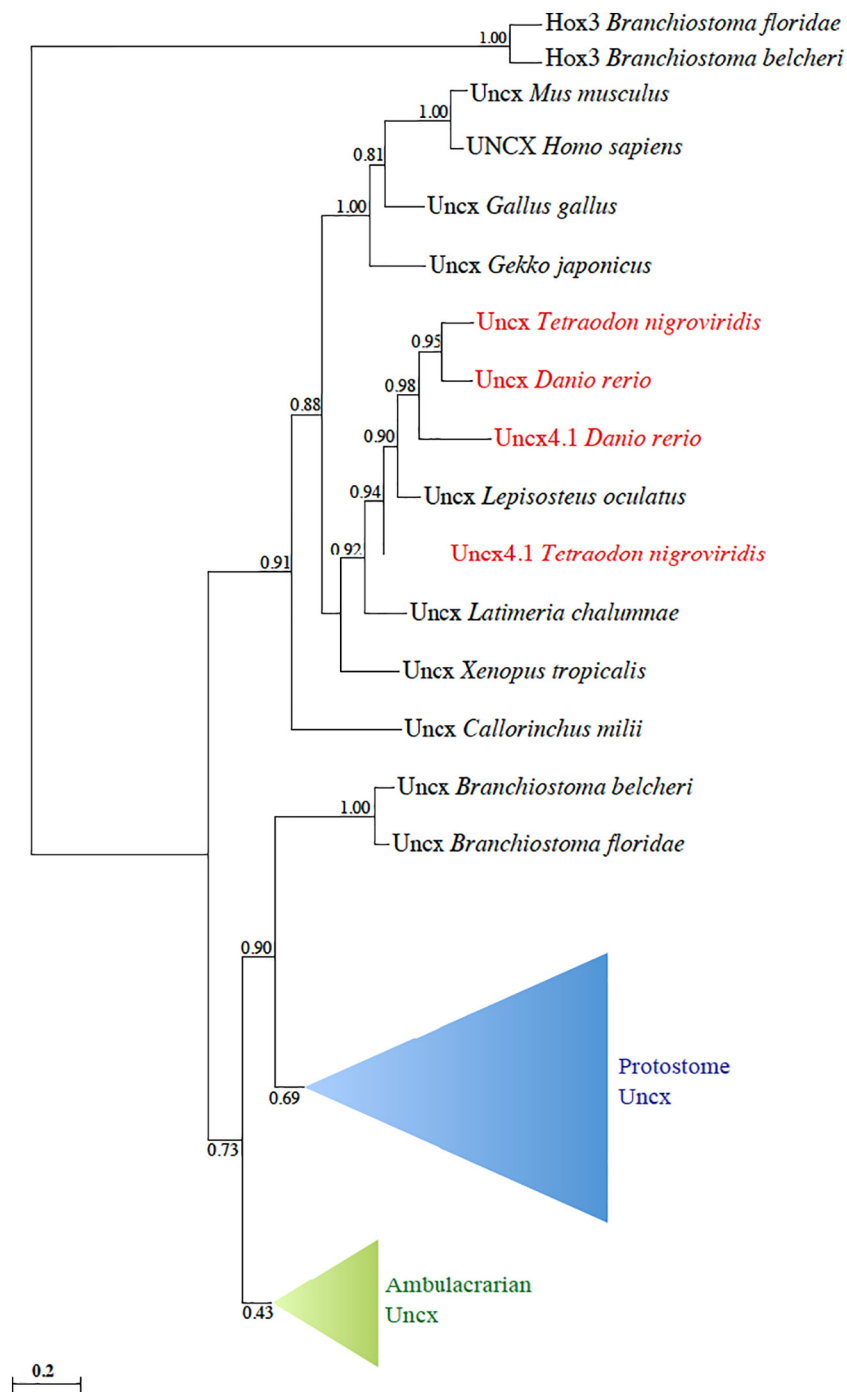 Hox3 Branchiostoma floridae
1.00
Hox3 Branchiostoma belcheri
Uncx Mus musculus
1.00
UNCX Homo sapiens
0.81
Uncx Gallus gallus
1.00
Uncx Gekko japonicus
Uncx Tetraodon nigroviridis
0.95
Uncx Danio rerio
0.98
0.88
Uncx4.1 Danio rerio
0.90
0.94
Uncx Lepisosteus oculatus
0.92
Uncx4.1 Tetraodon nigroviridis
0.91
Uncx Latimeria chalumnae
Uncx Xenopus tropicalis
Uncx Callorinchus milii
Uncx Branchiostoma belcheri
1.00
Uncx Branchiostoma floridae
0.90
Protostome
Uncx
0.69
0.73
Ambulacrarian
Uncx
0.43
0.2